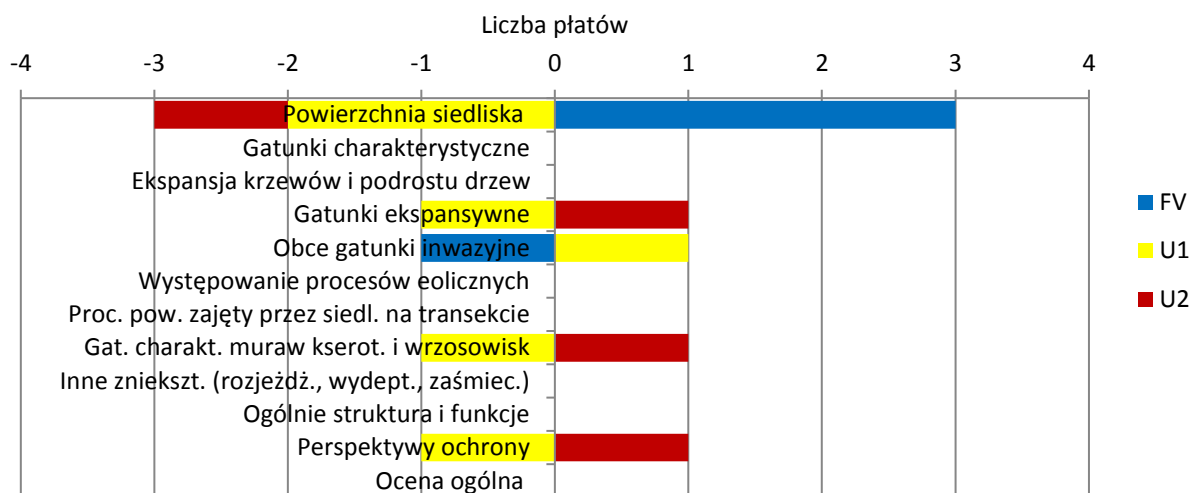 Liczba płatów
-4 -3 -2 -1 0 1 2 3 4
Powierzchnia siedliska
Gatunki charakterystyczne
Ekspansja krzewów i podrostu drzew
Gatunki ekspansywne
Obce gatunki inwazyjne
Występowanie procesów eolicznych
Proc. pow. zajęty przez siedl. na transekcie
Gat. charakt. muraw kserot. i wrzosowisk
Inne zniekszt. (rozjeżdż., wydept., zaśmiec.)
Ogólnie struktura i funkcje
Perspektywy ochrony
Ocena ogólna
FV
U1
U2